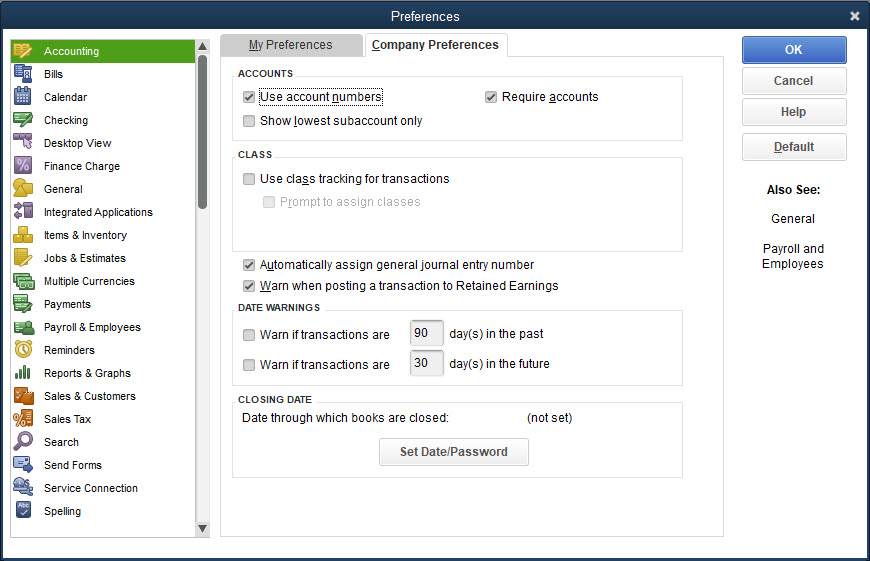 Preferences
Accounting
Bills
Calendar
Checking
Desktop View
Finance Charge
General
Integrated Applications
Items & Inventory
Jobs & Estimates
Multiple Currencies
Payments
Payroll & Employees
Reminders
Reports & Graphs
Sales & Customers
Sales Tax
Search
Send Forms
Service Connection
Abc
Spelling
My Preferences
Company Preferences
ACCOUNTS
Use account numbers
Require accounts
Show lowest subaccount only
CLASS
Use class tracking for transactions
Prompt to assign classes
Automatically assign general journal entry number
Warn when posting a transaction to Retained Earnings
DATE WARNINGS
Warn if transactions are 90 day(s) in the past
Warn if transactions are 30 day(s) in the future
CLOSING DATE
Date through which books are closed: (not set)
Set Date/Password
OK
Cancel
Help
Default
Also See:
General
Payroll and
Employees